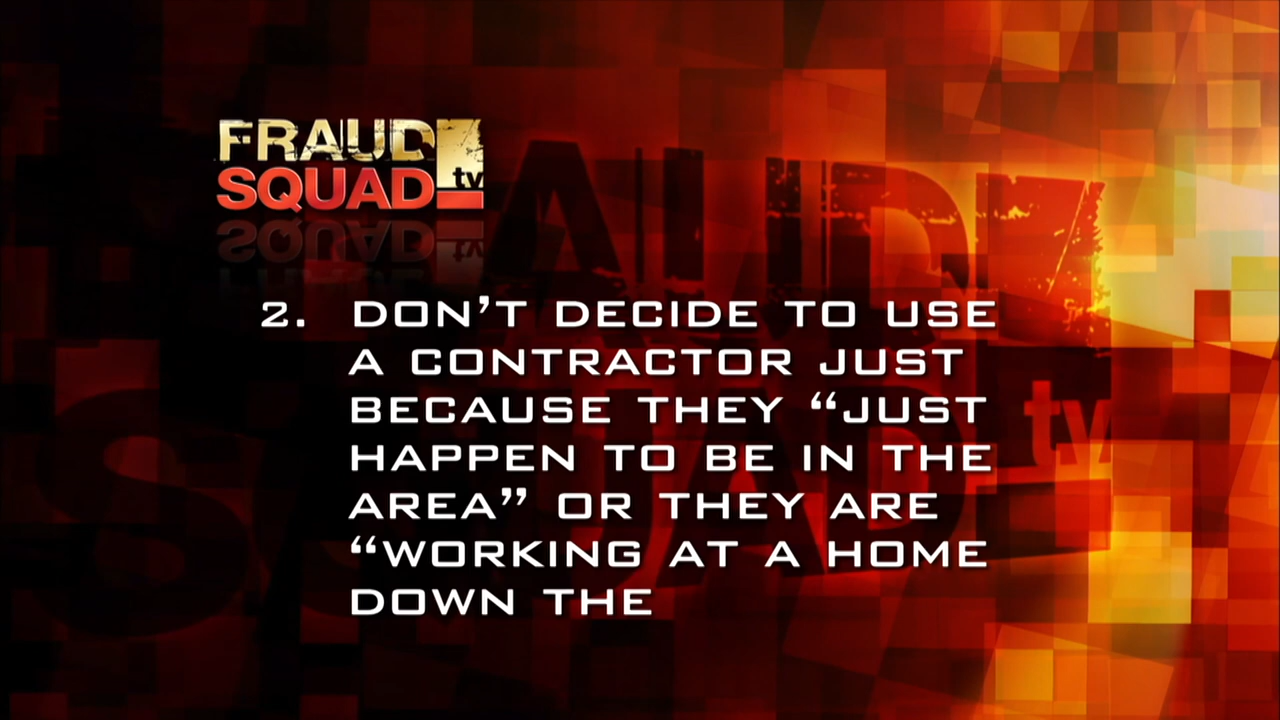 FRAUD
SQUAD tv
2. DON'T DECIDE TO USE
A CONTRACTOR JUST
BECAUSE THEY “JUST
HAPPEN TO BE IN THE
AREA” OR THEY ARE
“WORKING AT A HOME
DOWN THE